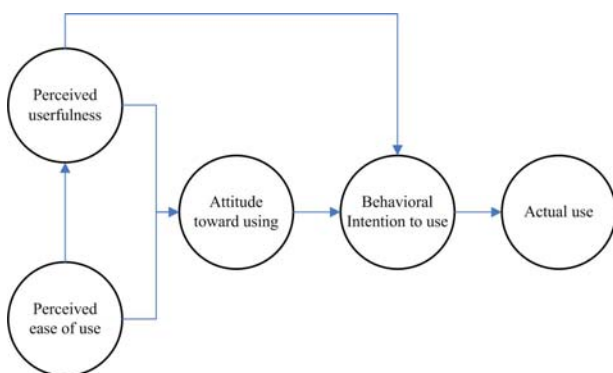 Perceived
userfulness
Attitude
toward using
Behavioral
Intention to use
Actual use
Perceived
ease of use